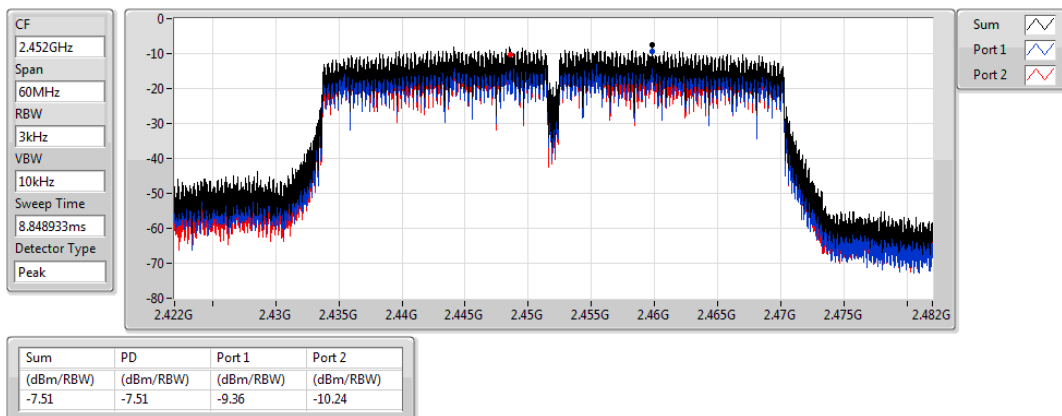 CF
2.452GHz
Span
60MHz
RBW
3kHz
VBW
10kHz
Sweep Time
8.848933ms
Detector Type
Peak
0
-10
-20
-30
-40
-50
-60
-70
-80
2.422G 2.43G 2.435G 2.44G 2.445G 2.45G 2.455G 2.46G 2.465G 2.47G 2.475G 2.482G
Sum
Port 1
Port 2
Sum PD Port 1 Port 2
(dBm/RBW) (dBm/RBW) (dBm/RBW) (dBm/RBW)
-7.51 -7.51 -9.36 -10.24